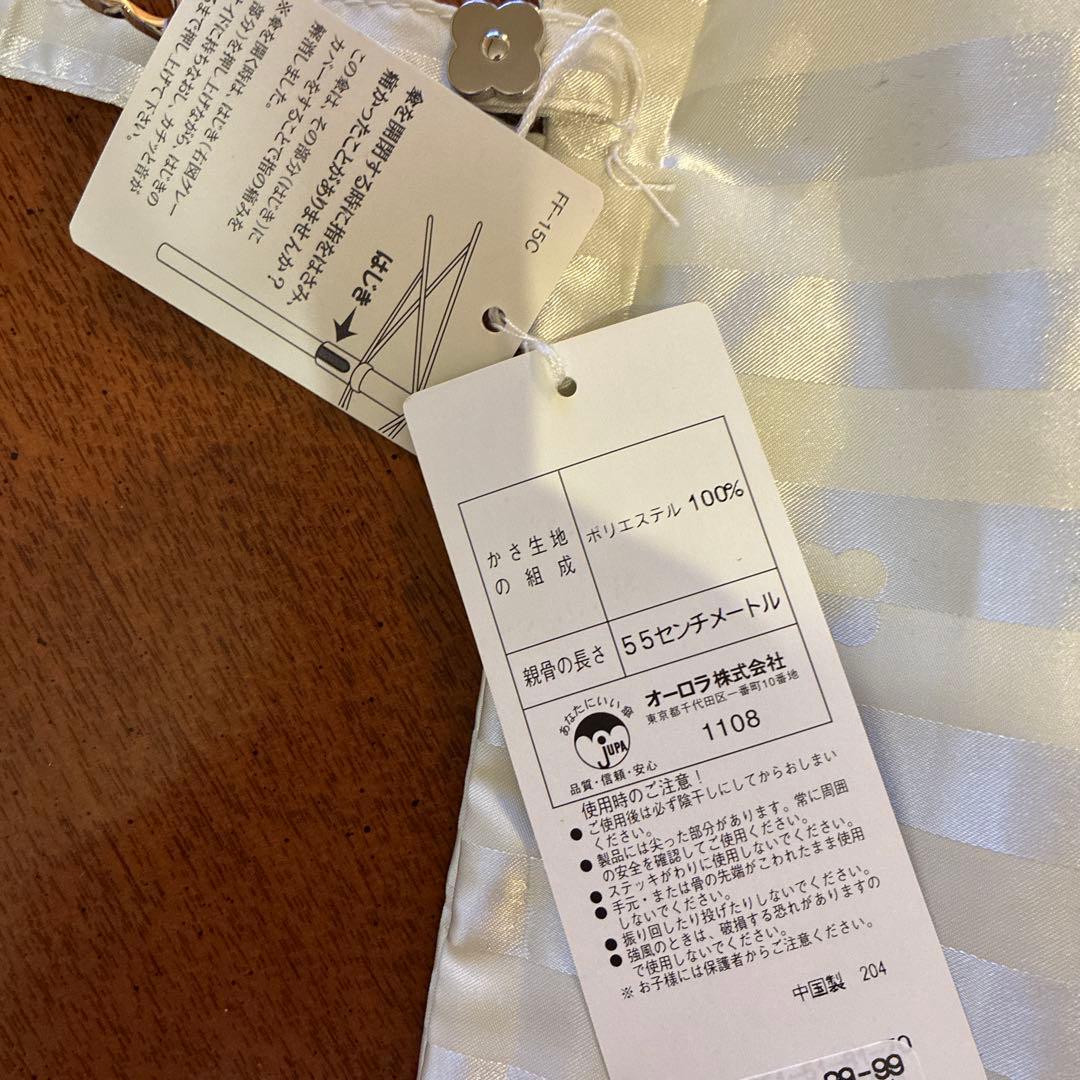 FF-15C
傘を開閉する時に指をはさみ、
痛かったことがありませんか?
この傘は、その部分(はじき)に
カバーをすることで指の痛みを
解消しました。
※傘を開く時は、はじき(右図グレー
部分)を押し上げながら、はじきの
イドに持ちなおし、カチッと音が
まで押し上げて下さい。
はじき
かさ生地
の組成
ポリエステル 100%
親骨の長さ
55センチメートル
あなたにいい傘
JUPA
品質・信頼・安心
オーロラ株式会社
東京都千代田区一番町10番地
1108
使用時のご注意!
● ご使用後は必ず陰干しにしてからおしまい
ください。
● 製品には尖った部分があります。常に周囲
の安全を確認してご使用ください。
● ステッキがわりに使用しないでください。
● 手元・または骨の先端がこわれたまま使用
しないでください。
● 振り回したり投げたりしないでください。
● 強風のときは、破損する恐れがありますの
で使用しないでください。
※ お子様には保護者からご注意ください。
中国製 204
99-99